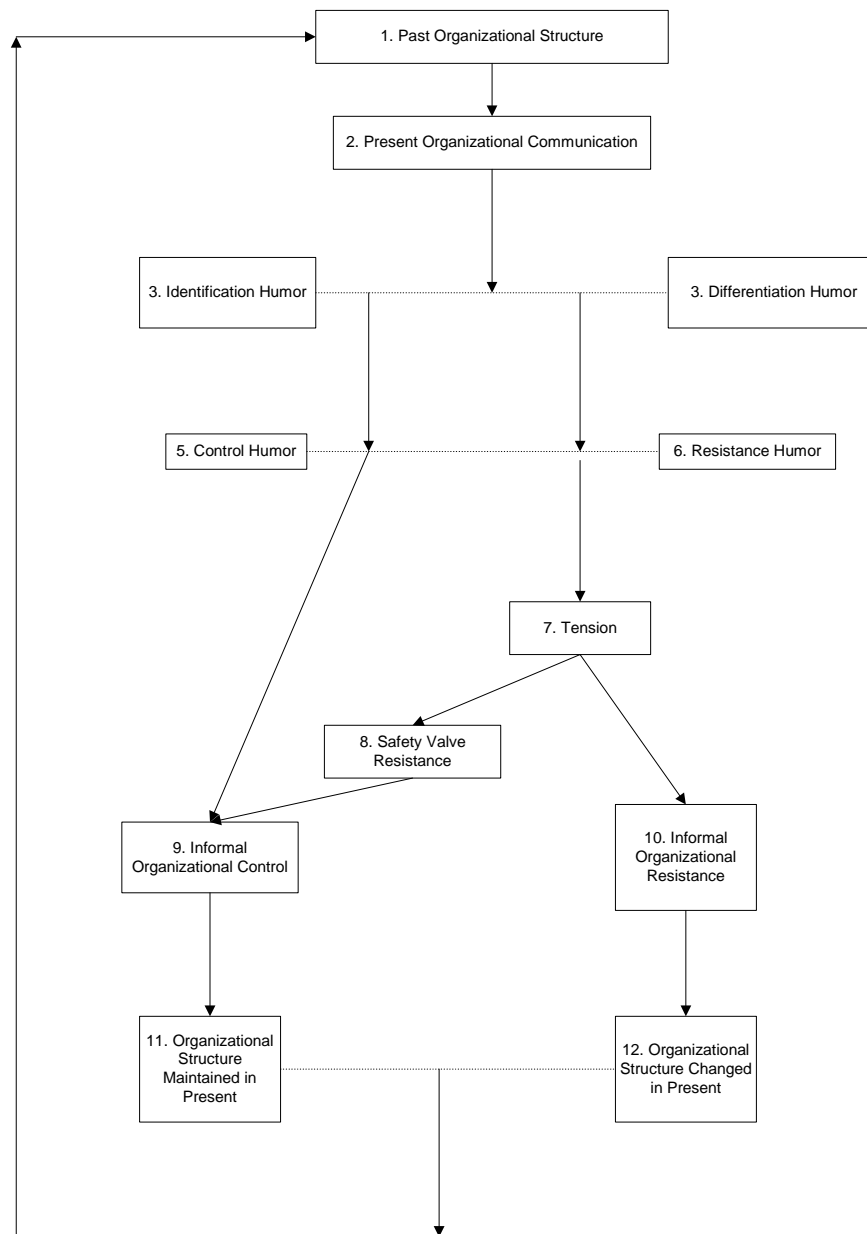 1. Past Organizational Structure
2. Present Organizational Communication
3. Identification Humor
3. Differentiation Humor
5. Control Humor
6. Resistance Humor
7. Tension
8. Safety Valve
Resistance
9. Informal
Organizational Control
10. Informal
Organizational
Resistance
11. Organizational
Structure
Maintained in
Present
12. Organizational
Structure Changed
in Present